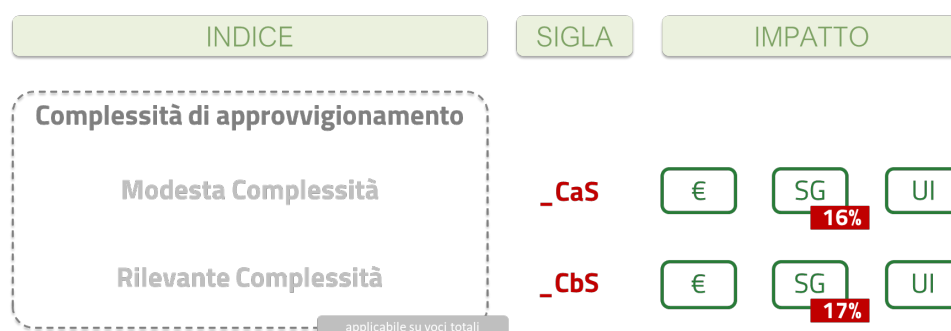 INDICE SIGLA IMPATTO
Complessità di approvvigionamento
Modesta Complessità _CaS € SG UI
16%
Rilevante Complessità _CbS € SG UI
17%
applicabile su voci totali